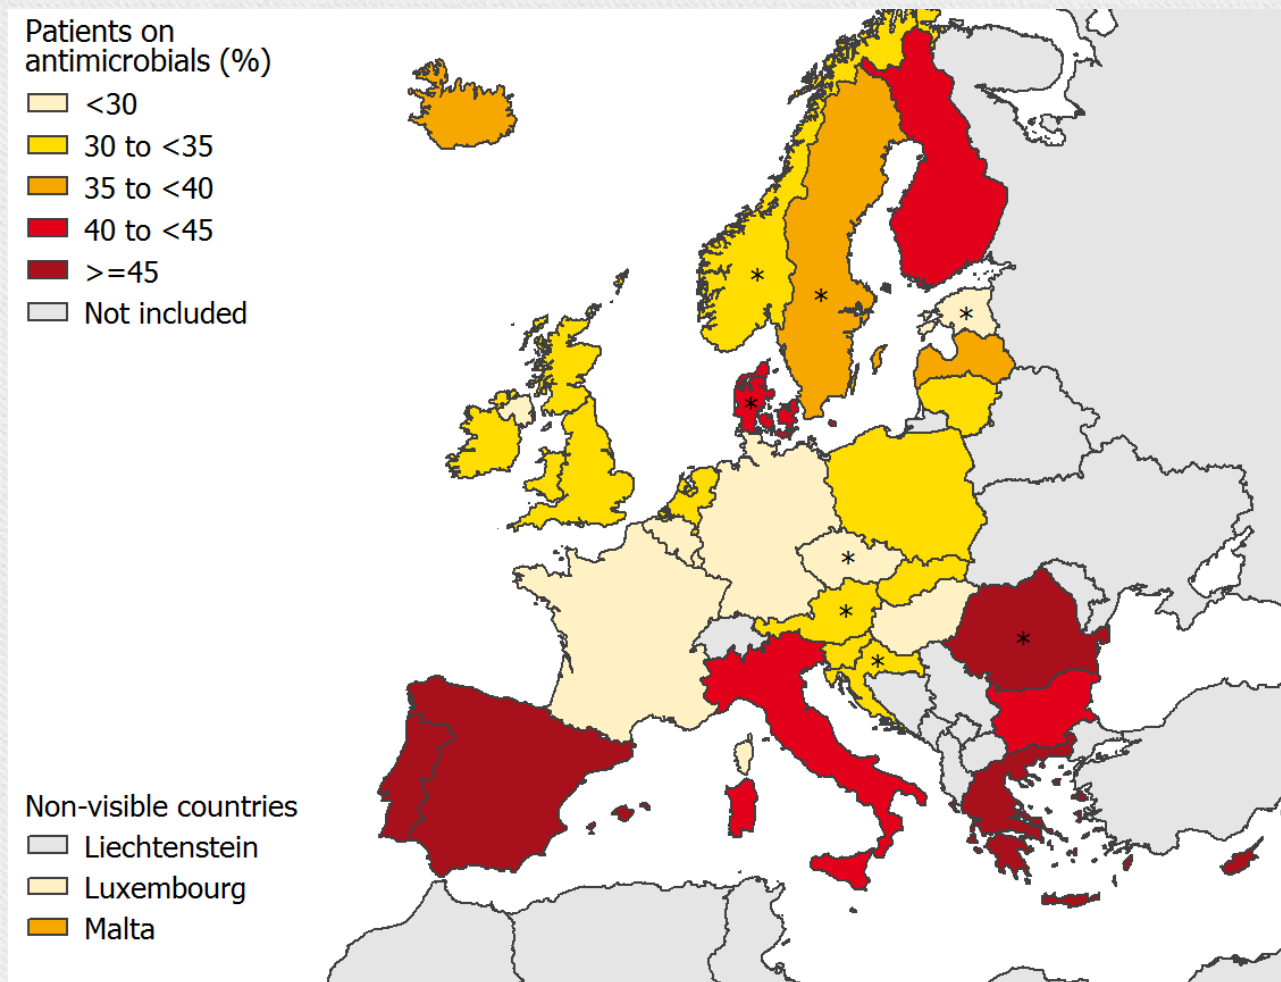 Patients on
antimicrobials (%)
<30
30 to <35
35 to <40
40 to <45
>=45
Not included
*
*
*
*
*
*
*
*
Non-visible countries
Liechtenstein
Luxembourg
Malta